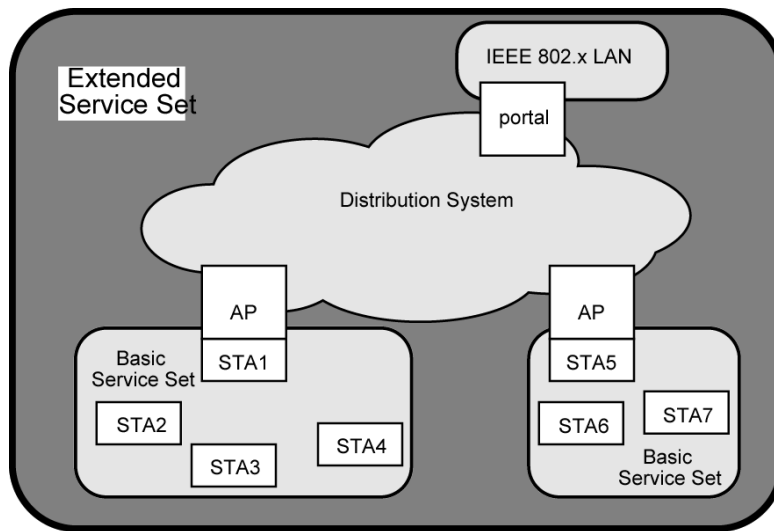 IEEE 802.x LAN
Extended
Service Set
portal
Distribution System
AP
AP
STA1
STA5
Basic
Service Set
STA2
STA3
STA4
STA6
STA7
Basic
Service Set